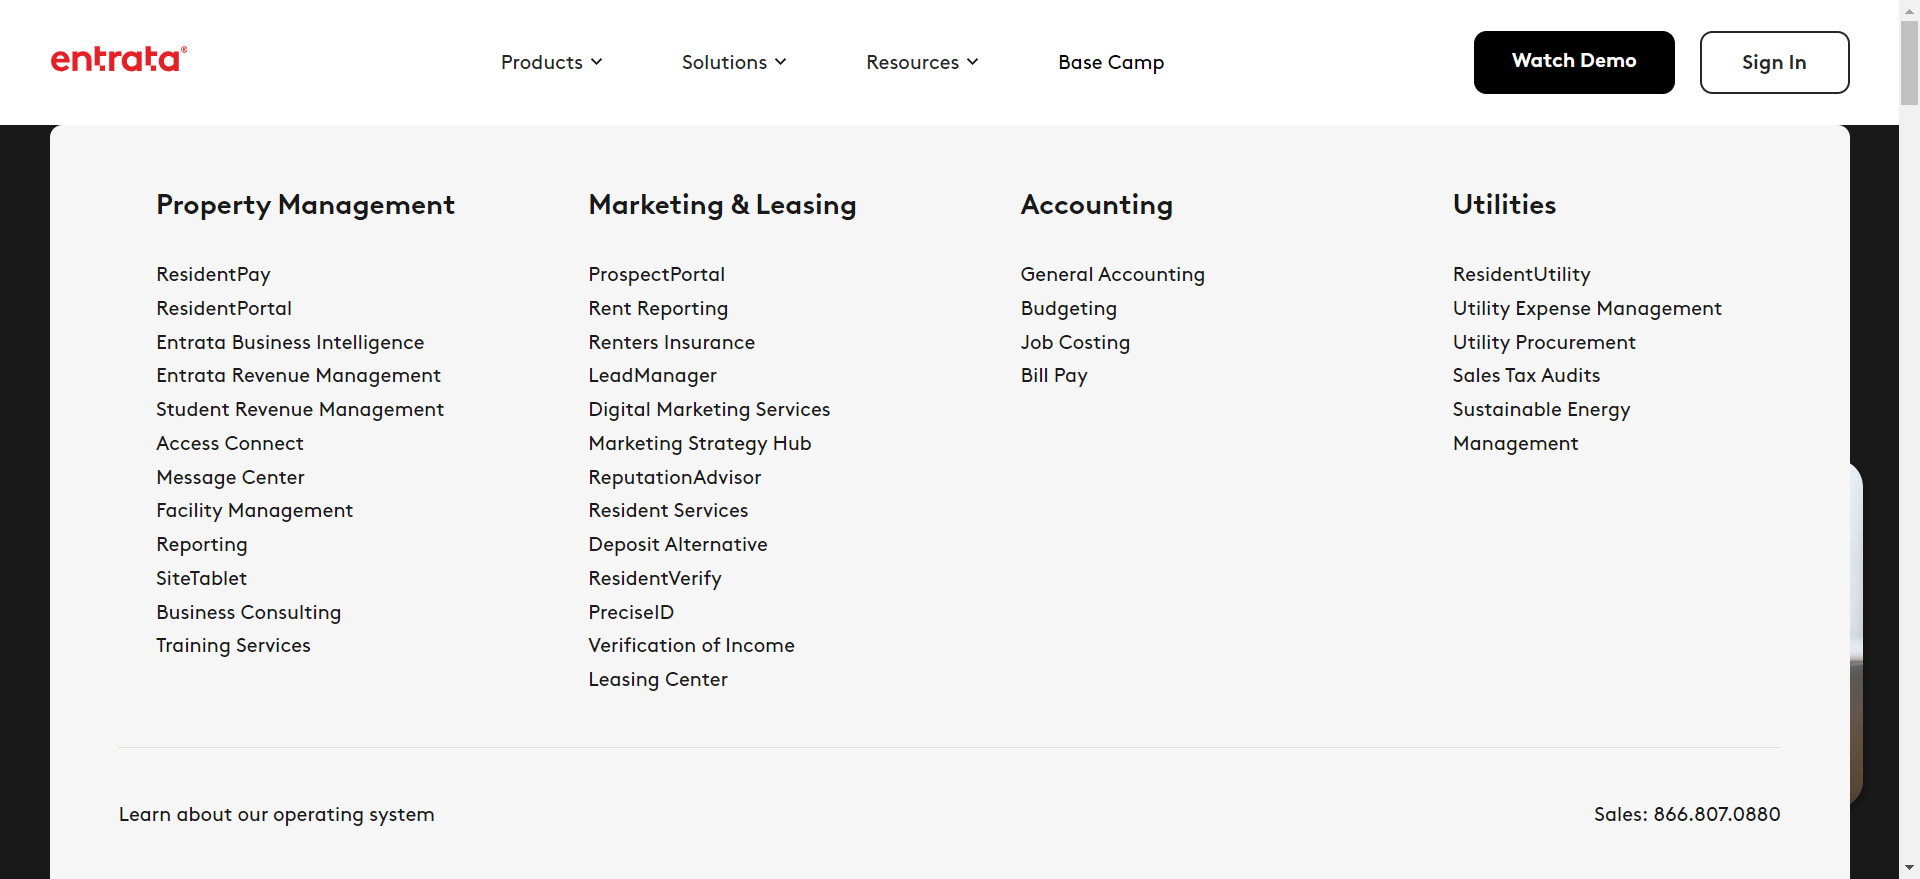 entrata®
Products
Solutions
Resources
Base Camp
Watch Demo
Sign In
Property Management
ResidentPay
ResidentPortal
Entrata Business Intelligence
Entrata Revenue Management
Student Revenue Management
Access Connect
Message Center
Facility Management
Reporting
SiteTablet
Business Consulting
Training Services
Marketing & Leasing
ProspectPortal
Rent Reporting
Renters Insurance
LeadManager
Digital Marketing Services
Marketing Strategy Hub
ReputationAdvisor
Resident Services
Deposit Alternative
ResidentVerify
PreciseID
Verification of Income
Leasing Center
Accounting
General Accounting
Budgeting
Job Costing
Bill Pay
Utilities
ResidentUtility
Utility Expense Management
Utility Procurement
Sales Tax Audits
Sustainable Energy
Management
Learn about our operating system
Sales: 866.807.0880